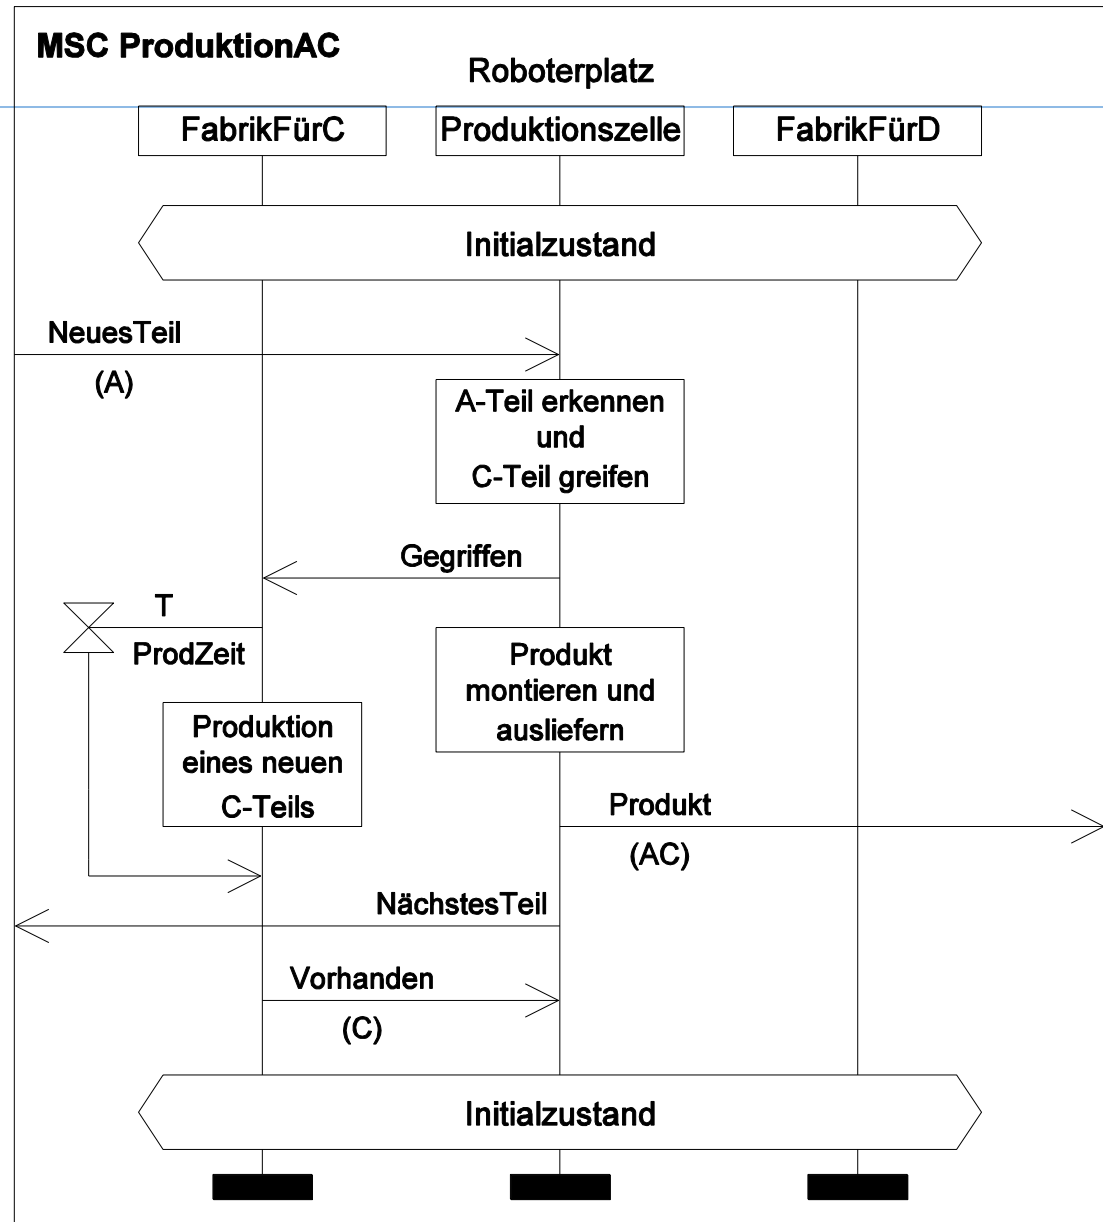 MSC ProduktionAC
Roboterplatz
FabrikFürC
Produktionszelle
FabrikFürD
Initialzustand
NeuesTeil
(A)
A-Teil erkennen
und
C-Teil greifen
Gegriffen
T
ProdZeit
Produkt
montieren und
ausliefern
Produktion
eines neuen
C-Teils
Produkt
(AC)
NächstesTeil
Vorhanden
(C)
Initialzustand